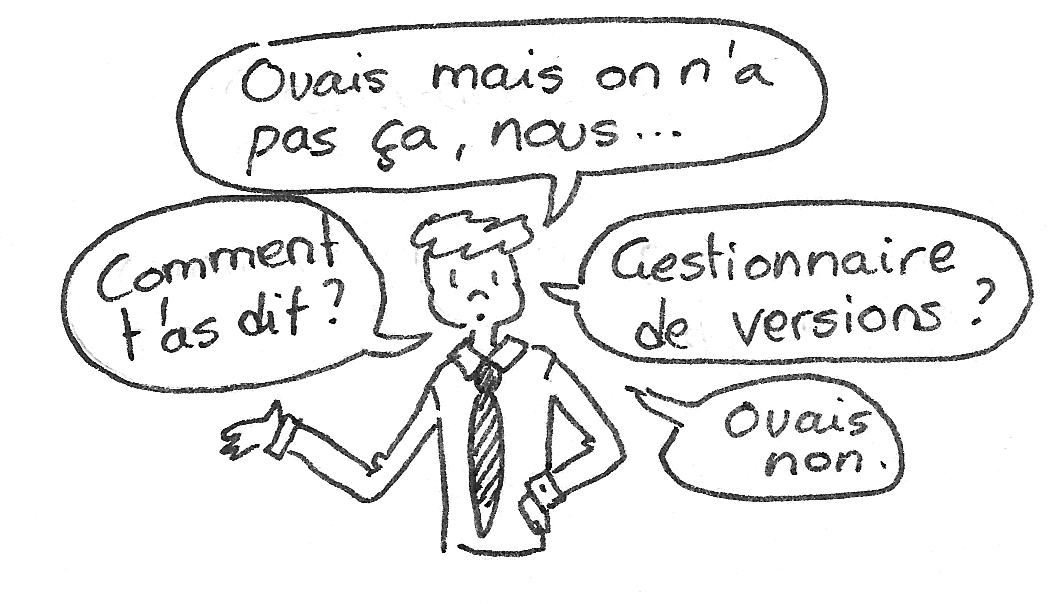 Ouais mais on n'a
pas ça, nous...
Comment
t'as dit ?
Gestionnaire
de versions ?
Ouais
non.